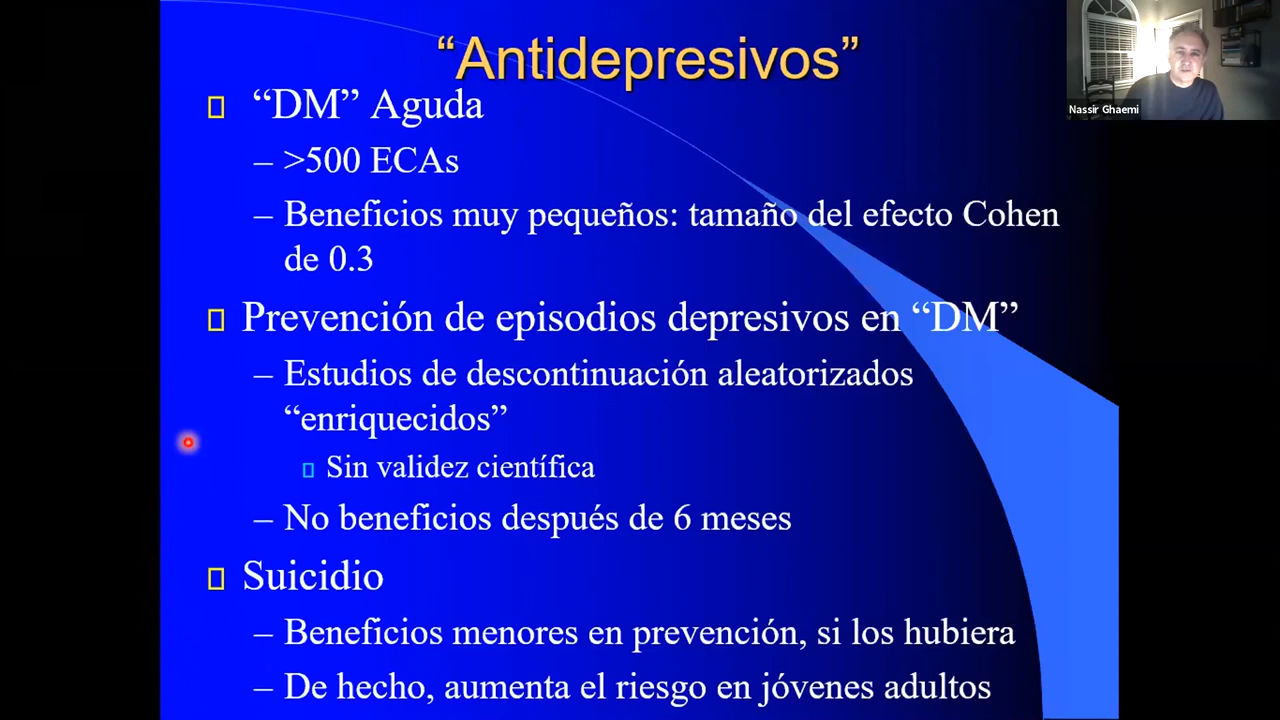 “Antidepresivos”
“DM” Aguda
– >500 ECAs
– Beneficios muy pequeños: tamaño del efecto Cohen
de 0.3
Prevención de episodios depresivos en “DM”
– Estudios de descontinuación aleatorizados
“enriquecidos”
Sin validez científica
– No beneficios después de 6 meses
Suicidio
– Beneficios menores en prevención, si los hubiera
– De hecho, aumenta el riesgo en jóvenes adultos
Nassir Ghaemi